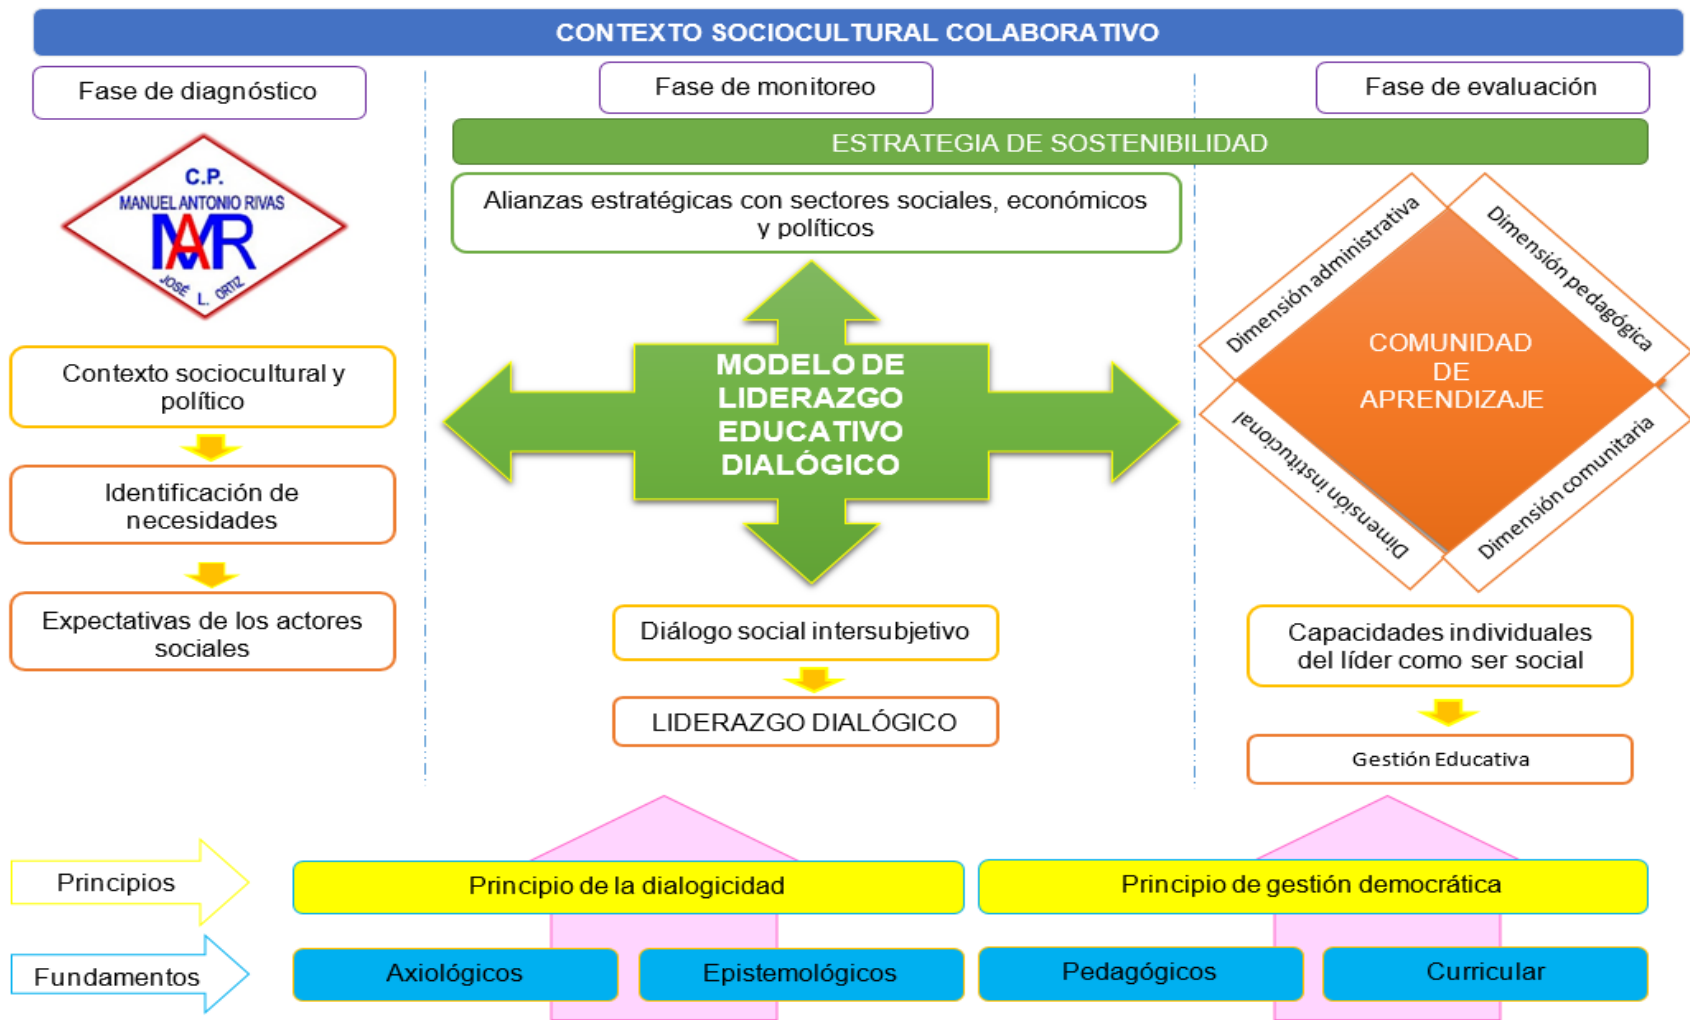 CONTEXTO SOCIOCULTURAL COLABORATIVO
Fase de diagnóstico
Fase de monitoreo
Fase de evaluación
ESTRATEGIA DE SOSTENIBILIDAD
C.P.
MANUEL ANTONIO RIVAS
MAR
JOSÉ L. ORTIZ
Alianzas estratégicas con sectores sociales, económicos
y políticos
Dimensión administrativa
Dimensión pedagógica
Dimensión institucional
Dimensión comunitaria
COMUNIDAD
DE
APRENDIZAJE
MODELO DE
LIDERAZGO
EDUCATIVO
DIALÓGICO
Contexto sociocultural y
político
Identificación de
necesidades
Expectativas de los actores
sociales
Diálogo social intersubjetivo
LIDERAZGO DIALÓGICO
Capacidades individuales
del líder como ser social
Gestión Educativa
Principios
Principio de la dialogicidad
Principio de gestión democrática
Fundamentos
Axiológicos
Epistemológicos
Pedagógicos
Curricular